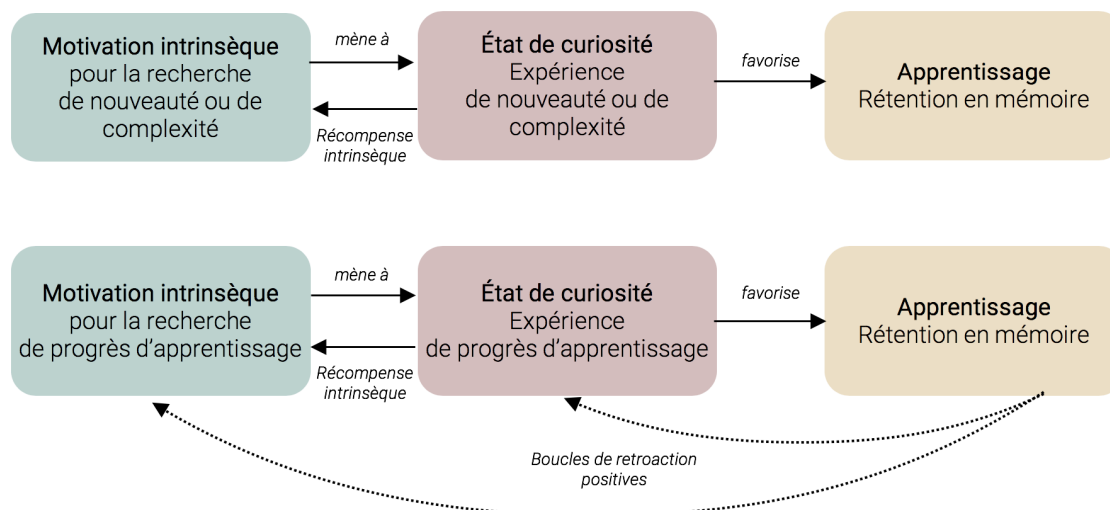 Motivation intrinsèque
pour la recherche
de nouveauté ou de
complexité
mène à
Récompense
intrinsèque
État de curiosité
Expérience
de nouveauté ou de
complexité
favorise
Apprentissage
Rétention en mémoire
Motivation intrinsèque
pour la recherche
de progrès d'apprentissage
mène à
Récompense
intrinsèque
État de curiosité
Expérience
de progrès d'apprentissage
favorise
Apprentissage
Rétention en mémoire
Boucles de retroaction
positives